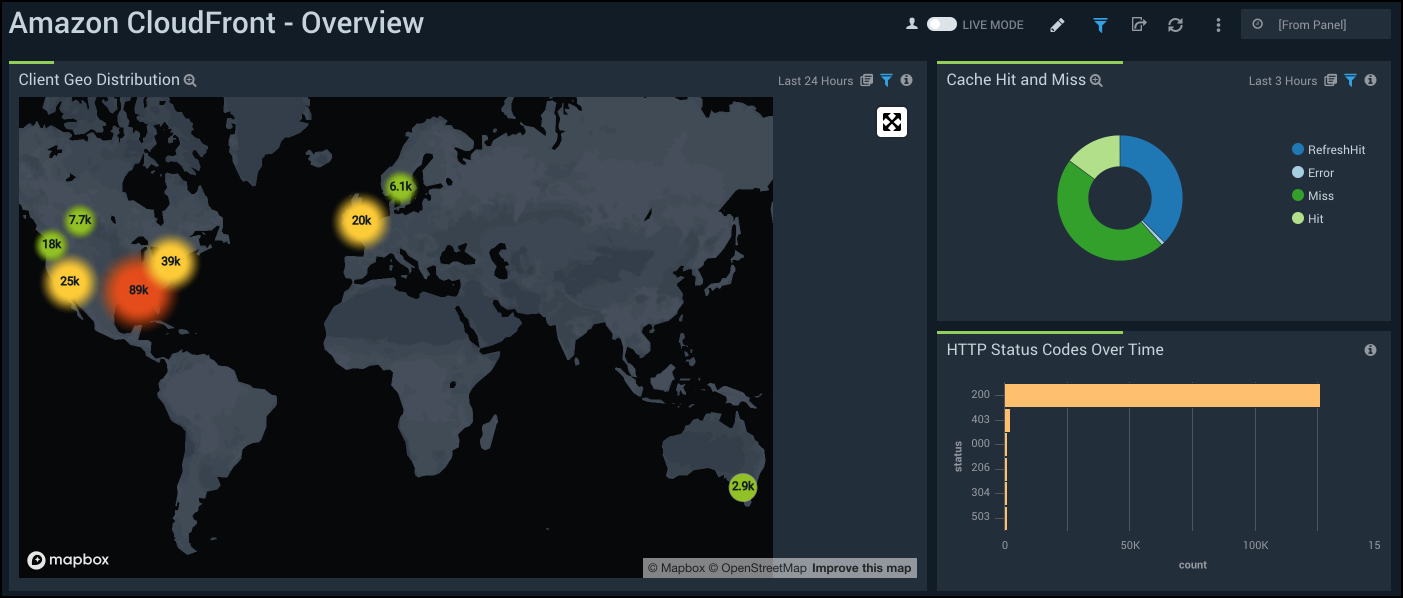 Amazon CloudFront - Overview
LIVE MODE
[From Panel]
Client Geo Distribution
Last 24 Hours
6.1k
7.7k
20k
18k
39k
25k
89k
2.9k
mapbox
© Mapbox © OpenStreetMap Improve this map
Cache Hit and Miss
Last 3 Hours
RefreshHit
Error
Miss
Hit
HTTP Status Codes Over Time
200
403
000
206
304
503
status
0 50K 100K 15
count